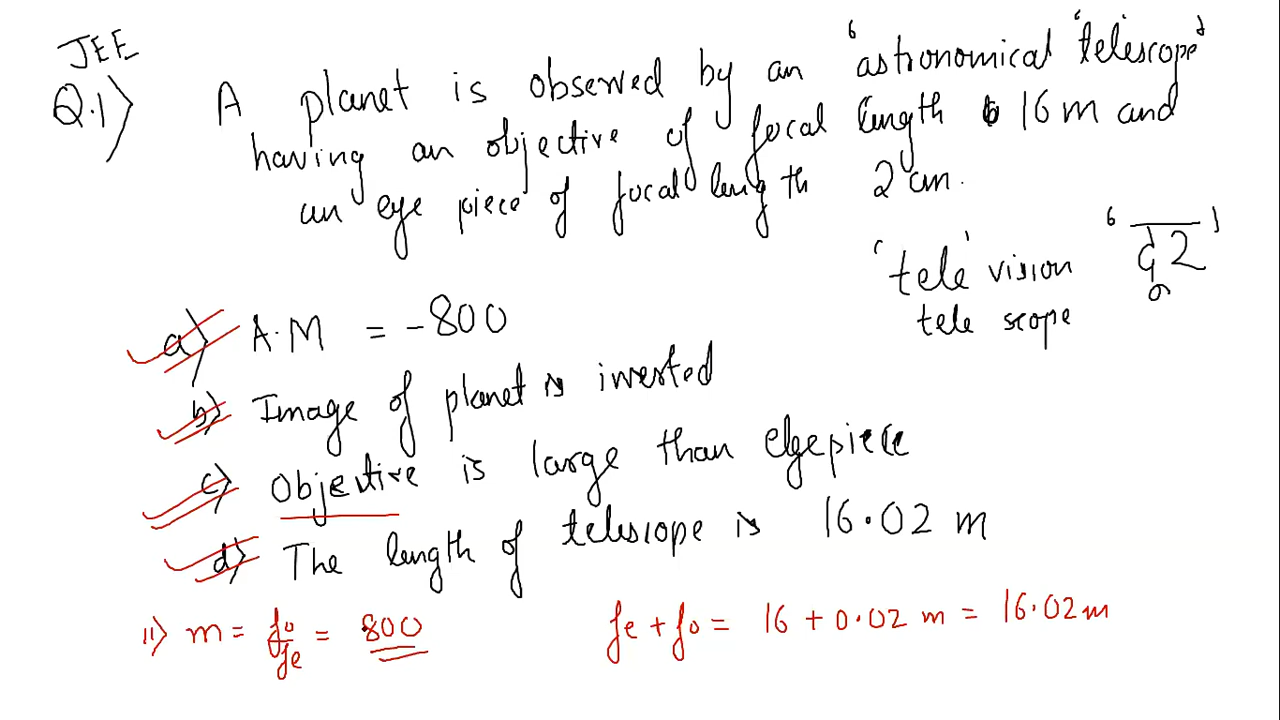 JEE
Q.1) A planet is observed by an 'astronomical 'telescope'
having an objective of focal length 16 m and
an eye piece of focal length 2 cm.
'tele' vision
tele scope
a) A.M = -800
b) Image of planet is inverted
c) Objective is large than eyepiece
d) The length of telescope is 16.02 m
11) m = fo/fe = 800
fe + fo = 16 + 0.02 m = 16.02m